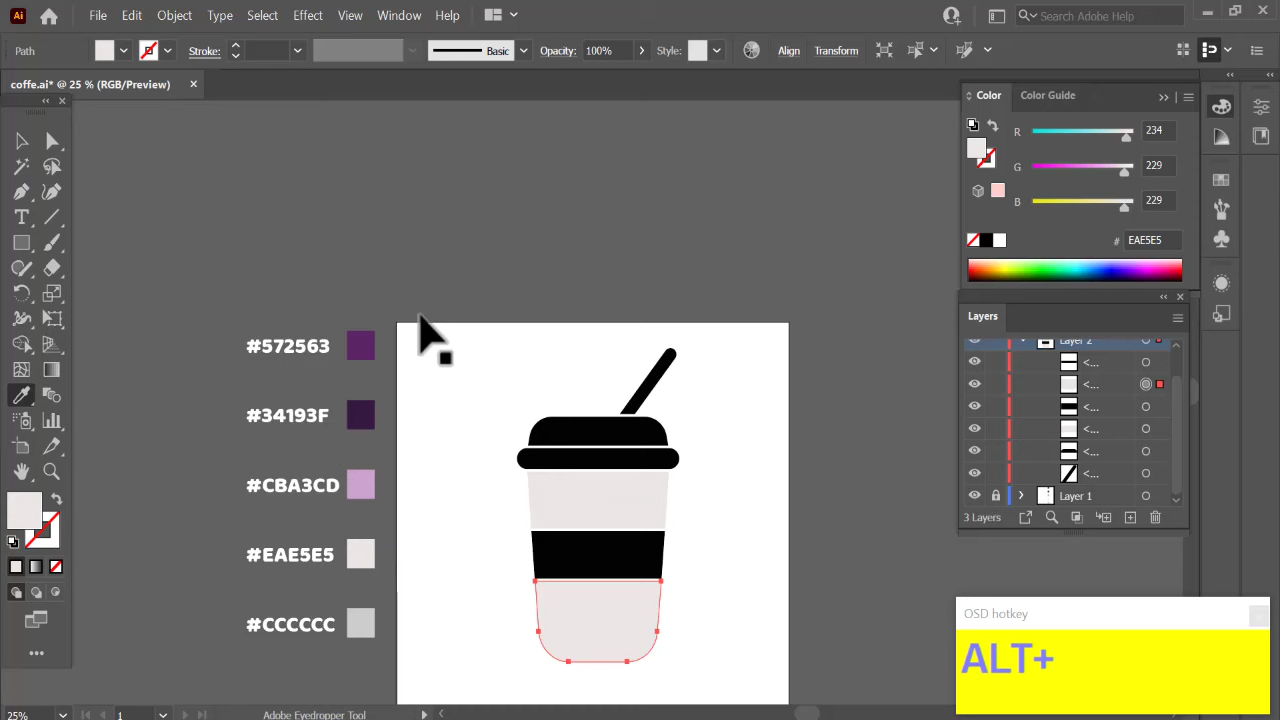 Ai File Edit Object Type Select Effect View Window Help Search Adobe Help
Path Stroke: Basic Opacity: 100% Style: Align Transform
coffe.ai* @ 25 % (RGB/Preview)
Color Color Guide
R 234
G 229
B 229
# EAE5E5
Layers
Layer 2
<...
<...
<...
<...
<...
<...
Layer 1
3 Layers
#572563
#34193F
#CBA3CD
#EAE5E5
#CCCCCC
OSD hotkey
ALT+
25% 1 Adobe Eyedropper Tool